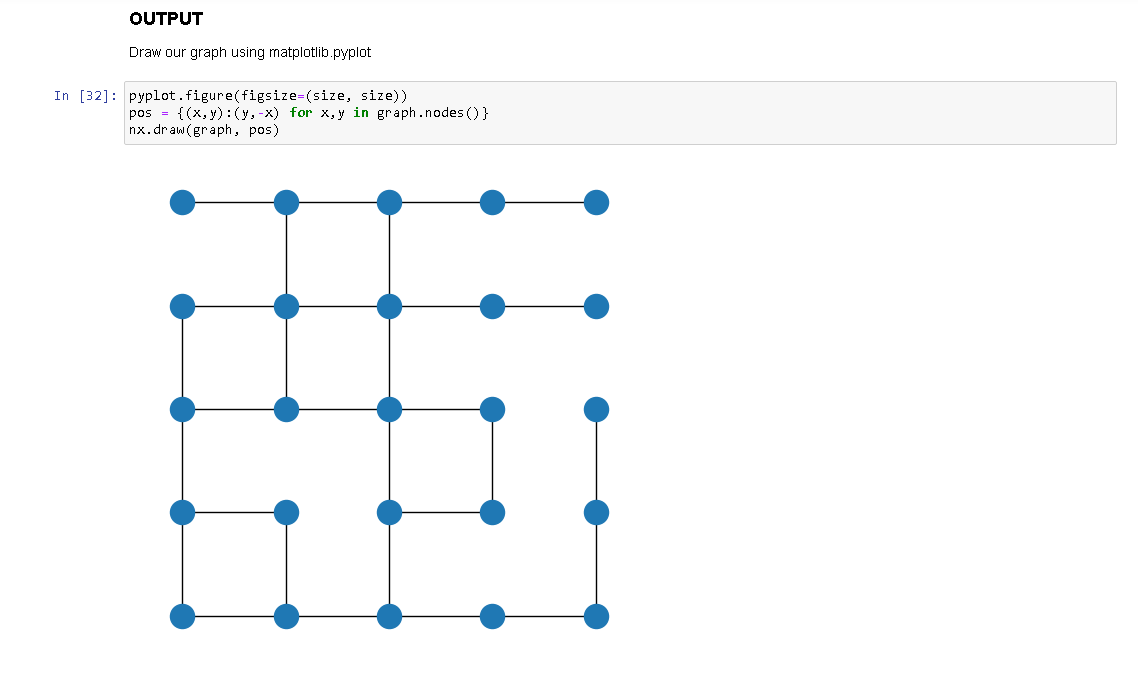 OUTPUT
Draw our graph using matplotlib.pyplot
In [32]: pyplot.figure(figsize=(size, size))
pos = {(x,y):(y,-x) for x,y in graph.nodes()}
nx.draw(graph, pos)